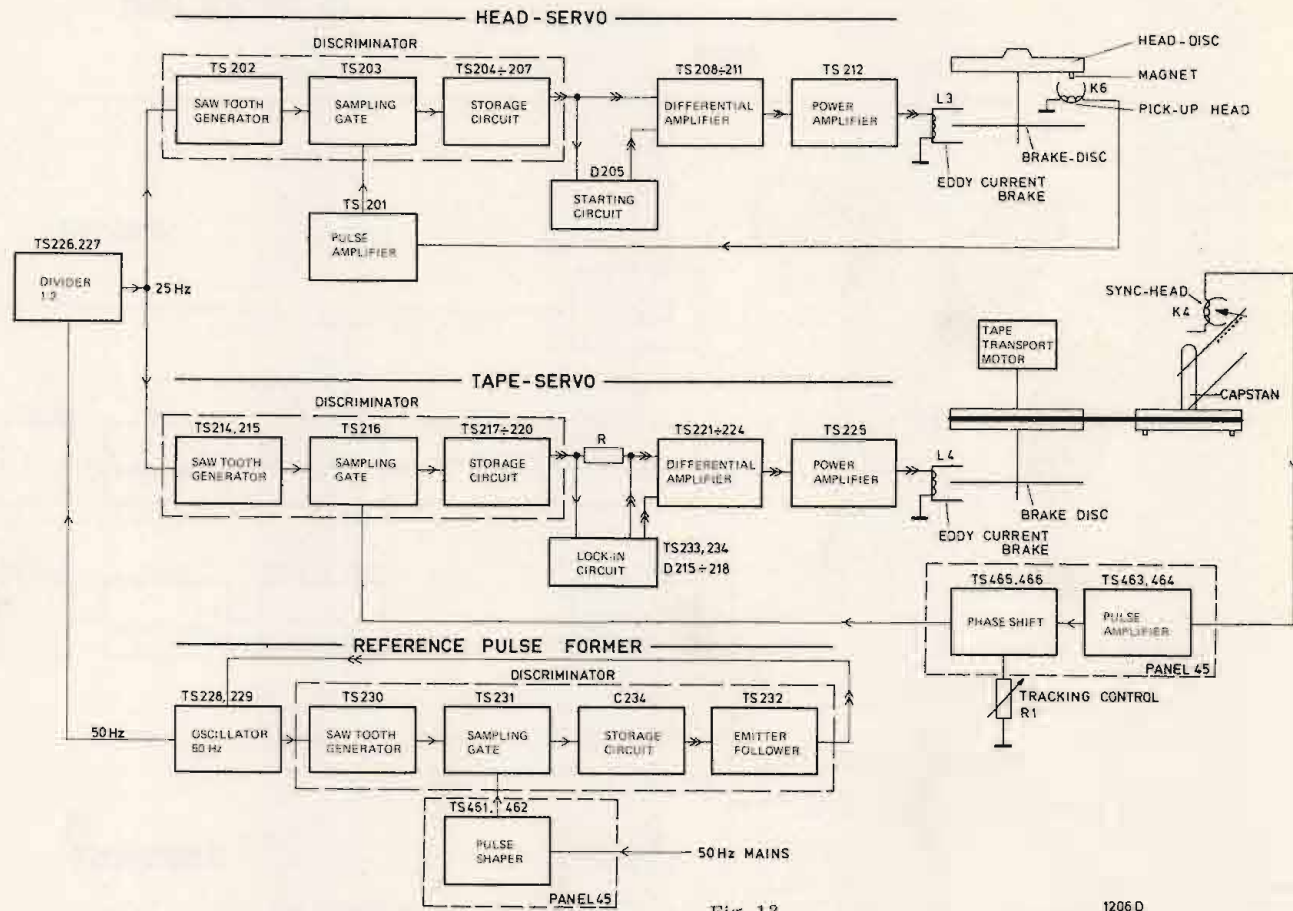 HEAD-SERVO
DISCRIMINATOR
TS202
SAW TOOTH
GENERATOR
TS203
SAMPLING
GATE
TS204÷207
STORAGE
CIRCUIT
D205
STARTING
CIRCUIT
TS208÷211
DIFFERENTIAL
AMPLIFIER
TS 212
POWER
AMPLIFIER
L3
EDDY CURRENT
BRAKE
HEAD-DISC
MAGNET
K6
PICK-UP HEAD
BRAKE-DISC
TS 201
PULSE
AMPLIFIER
TS226,227
DIVIDER
1:2
25 Hz
SYNC-HEAD
K4
TAPE
TRANSPORT
MOTOR
CAPSTAN
TAPE-SERVO
DISCRIMINATOR
TS214,215
SAW TOOTH
GENERATOR
TS216
SAMPLING
GATE
TS217÷220
STORAGE
CIRCUIT
R
LOCK-IN
CIRCUIT
TS233,234
D215÷218
TS221÷224
DIFFERENTIAL
AMPLIFIER
TS225
POWER
AMPLIFIER
L4
BRAKE DISC
EDDY CURRENT
BRAKE
TS465,466
PHASE SHIFT
TS463,464
PULSE
AMPLIFIER
PANEL 45
TRACKING CONTROL
R1
REFERENCE PULSE FORMER
DISCRIMINATOR
50 Hz
TS228,229
OSCILLATOR
50 Hz
TS230
SAW TOOTH
GENERATOR
TS231
SAMPLING
GATE
C234
STORAGE
CIRCUIT
TS232
EMITTER
FOLLOWER
TS461, 462
PULSE
SHAPER
PANEL 45
50Hz MAINS
Fig. 12
1206 D